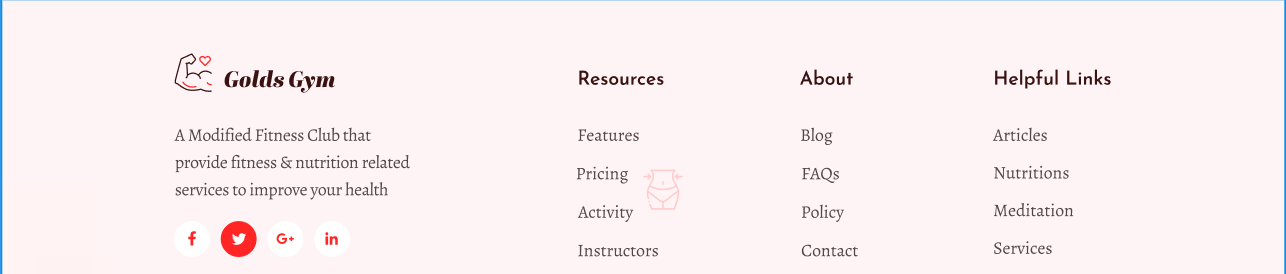 Golds Gym
A Modified Fitness Club that
provide fitness & nutrition related
services to improve your health
G+
in
Resources
Features
Pricing
Activity
Instructors
About
Blog
FAQs
Policy
Contact
Helpful Links
Articles
Nutritions
Meditation
Services